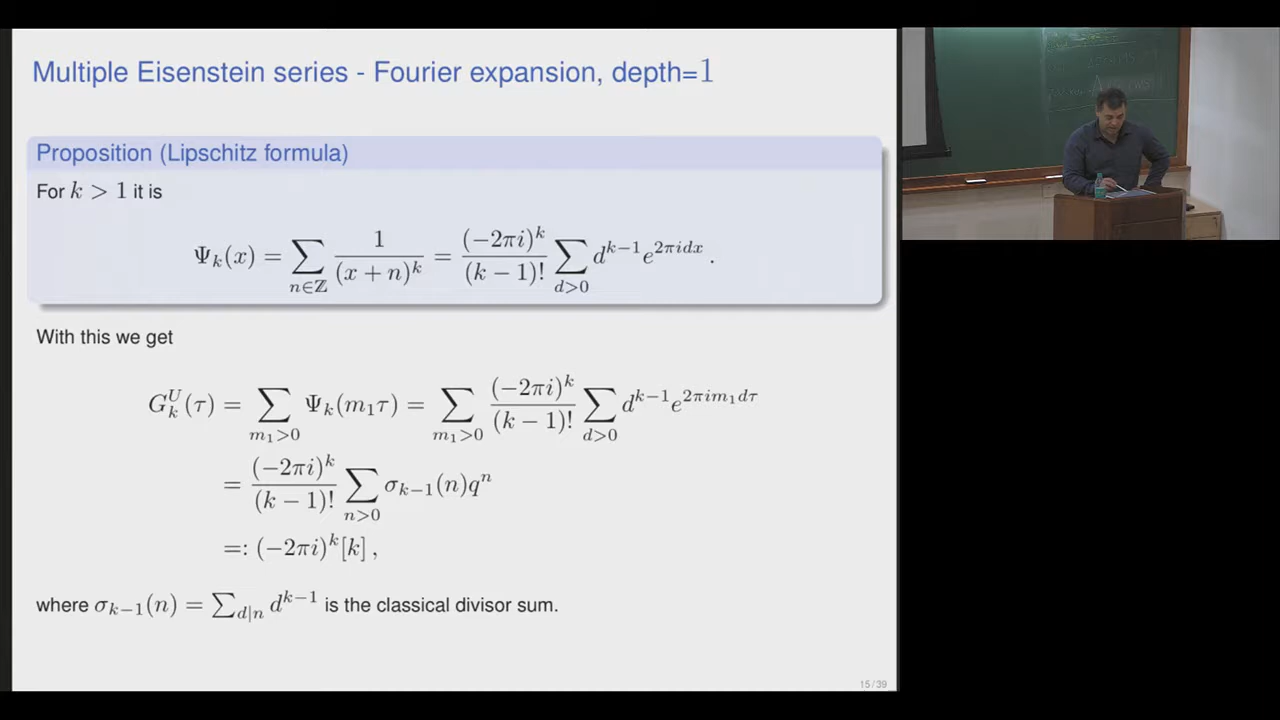 Multiple Eisenstein series - Fourier expansion, depth=1
Proposition (Lipschitz formula)
For k > 1 it is
Ψ_k(x) = ∑_{n∈ℤ} 1/(x + n)^k = (−2πi)^k/(k − 1)! ∑_{d>0} d^{k−1} e^{2πidx} .
With this we get
G_k^U(τ) = ∑_{m_1>0} Ψ_k(m_1τ) = ∑_{m_1>0} (−2πi)^k/(k − 1)! ∑_{d>0} d^{k−1} e^{2πim_1dτ}
= (−2πi)^k/(k − 1)! ∑_{n>0} σ_{k−1}(n)q^n
=: (−2πi)^k[k] ,
where σ_{k−1}(n) = ∑_{d|n} d^{k−1} is the classical divisor sum.
15/39